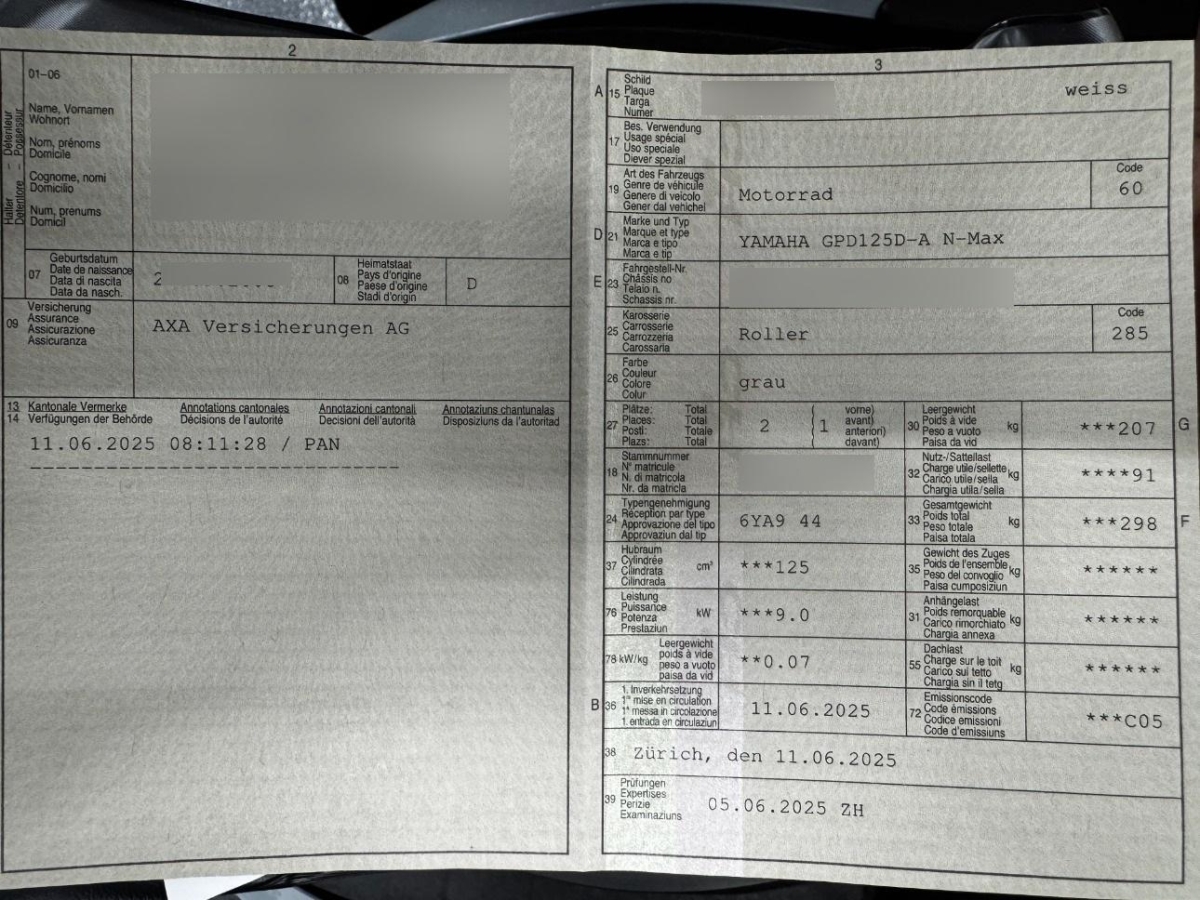 2
01-06
Halter - Détenteur
Detentore - Possessur
Name, Vornamen
Wohnort
Nom, prénoms
Domicile
Cognome, nomi
Domicilio
Num, prenums
Domicil
07
Geburtsdatum
Date de naissance
Data di nascita
Data da nasch.
2
08
Heimatstaat
Pays d'origine
Paese d'origine
Stadi d'origin
D
09
Versicherung
Assurance
Assicurazione
Assicuranza
AXA Versicherungen AG
13 Kantonale Vermerke Annotations cantonales Annotazioni cantonali Annotaziuns chantunalas
14 Verfügungen der Behörde Décisions de l'autorité Decisioni dell'autorità Disposiziuns da l'autoritad
11.06.2025 08:11:28 / PAN
3
A 15
Schild
Plaque
Targa
Numer
weiss
17
Bes. Verwendung
Usage spécial
Uso speciale
Diever spezial
19
Art des Fahrzeugs
Genre de véhicule
Genere di veicolo
Gener dal vehichel
Motorrad
Code
60
D 21
Marke und Typ
Marque et type
Marca e tipo
Marca e tip
YAMAHA GPD125D-A N-Max
E 23
Fahrgestell-Nr.
Châssis no
Telaio n.
Schassis nr.
25
Karosserie
Carrosserie
Carrozzeria
Carossaria
Roller
Code
285
26
Farbe
Couleur
Colore
Colur
grau
27
Plätze: Total
Places: Total
Posti: Totale
Plazs: Total
2
1
vorne)
avant)
anteriori)
davant)
30
Leergewicht
Poids à vide
Peso a vuoto
Paisa da vid
kg
***207
G
18
Stammnummer
N° matricule
N. di matricola
Nr. da matricla
32
Nutz-/Sattellast
Charge utile/sellette
Carico utile/sella
Chargia utila/sella
kg
****91
24
Typengenehmigung
Réception par type
Approvazione del tipo
Approvaziun dal tip
6YA9 44
33
Gesamtgewicht
Poids total
Peso totale
Paisa totala
kg
***298
F
37
Hubraum
Cylindrée
Cilindrata
Cilindrada
cm³
***125
35
Gewicht des Zuges
Poids de l'ensemble
Peso del convoglio
Paisa cumposiziun
kg
******
76
Leistung
Puissance
Potenza
Prestaziun
kW
***9.0
31
Anhängelast
Poids remorquable
Carico rimorchiato
Chargia annexa
kg
******
78 kW/kg
Leergewicht
poids à vide
peso a vuoto
paisa da vid
**0.07
55
Dachlast
Charge sur le toit
Carico sul tetto
Chargia sin il tetg
kg
******
B 36
1. Inverkehrsetzung
1re mise en circulation
1a messa in circolazione
1. entrada en circulaziun
11.06.2025
72
Emissionscode
Code émissions
Codice emissioni
Code d'emissiuns
***C05
38
Zürich, den 11.06.2025
39
Prüfungen
Expertises
Perizie
Examinaziuns
05.06.2025 ZH